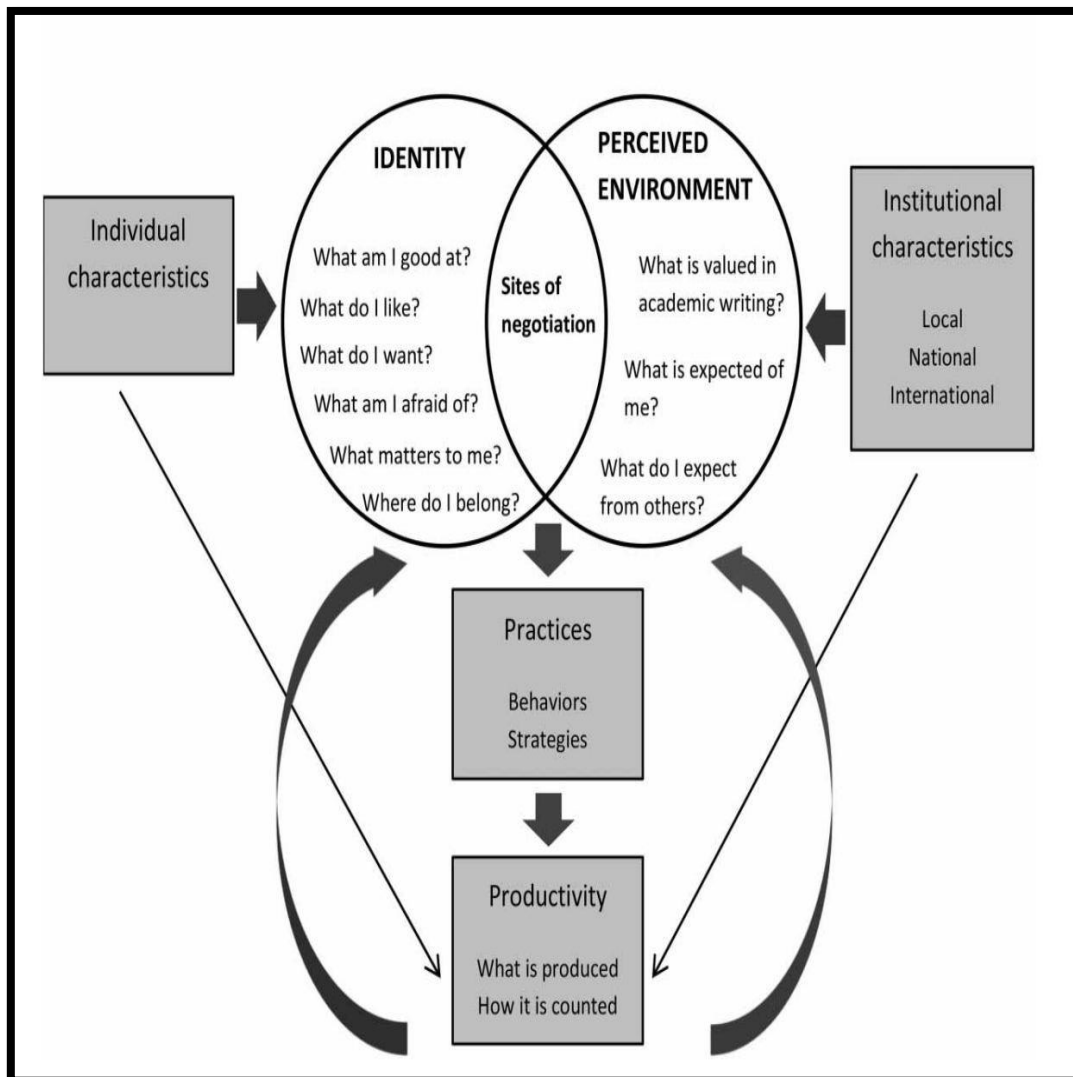 Individual
characteristics
IDENTITY
What am I good at?
What do I like?
What do I want?
What am I afraid of?
What matters to me?
Where do I belong?
Sites of
negotiation
PERCEIVED
ENVIRONMENT
What is valued in
academic writing?
What is expected of
me?
What do I expect
from others?
Institutional
characteristics
Local
National
International
Practices
Behaviors
Strategies
Productivity
What is produced
How it is counted